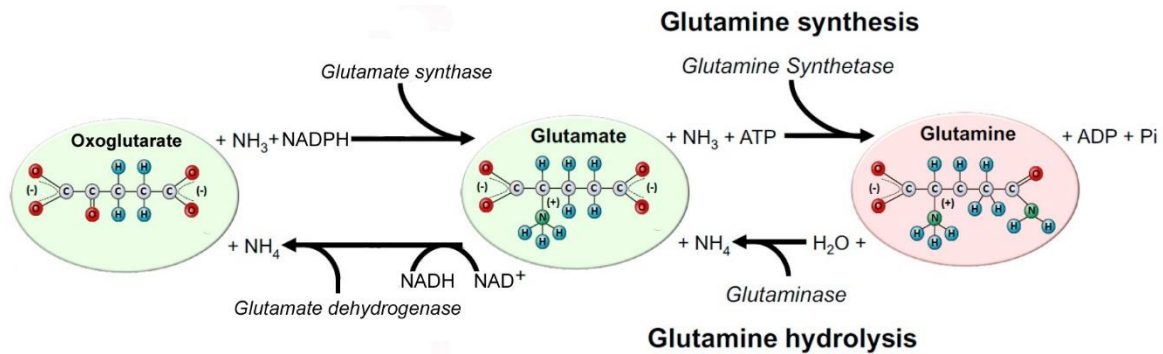 Glutamine synthesis
Glutamate synthase
Glutamine Synthetase
Oxoglutarate + NH₃+NADPH Glutamate + NH₃ + ATP Glutamine + ADP + Pi
H H H H H H H H
O O O O O O
(-) C C C C C (-) (-) C C C C C (-) (-) C C C C C
O O (+) O O (+)
O H H N H H H O N H H N
H H H H H H H H
+ NH₄ NADH NAD⁺ + NH₄ H₂O +
Glutamate dehydrogenase Glutaminase
Glutamine hydrolysis